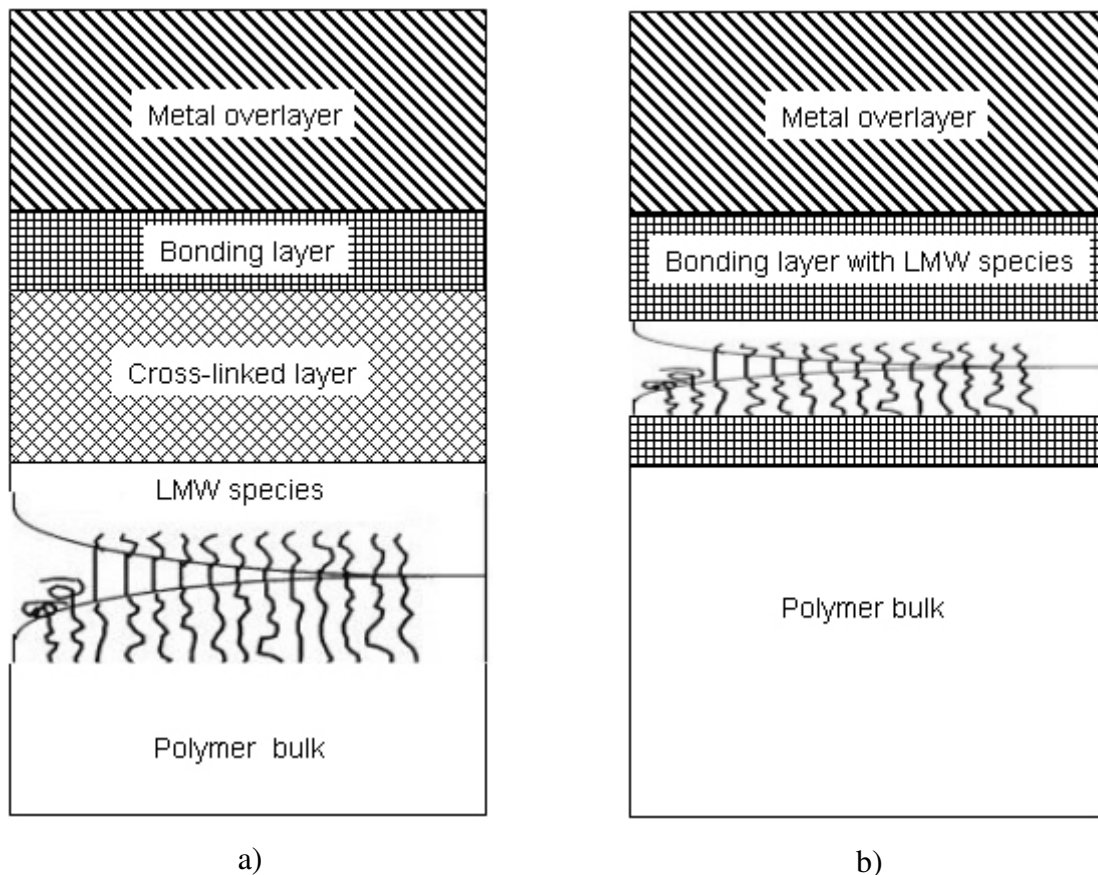 Metal overlayer
Bonding layer
Cross-linked layer
LMW species
Polymer bulk
a)
Metal overlayer
Bonding layer with LMW species
Polymer bulk
b)